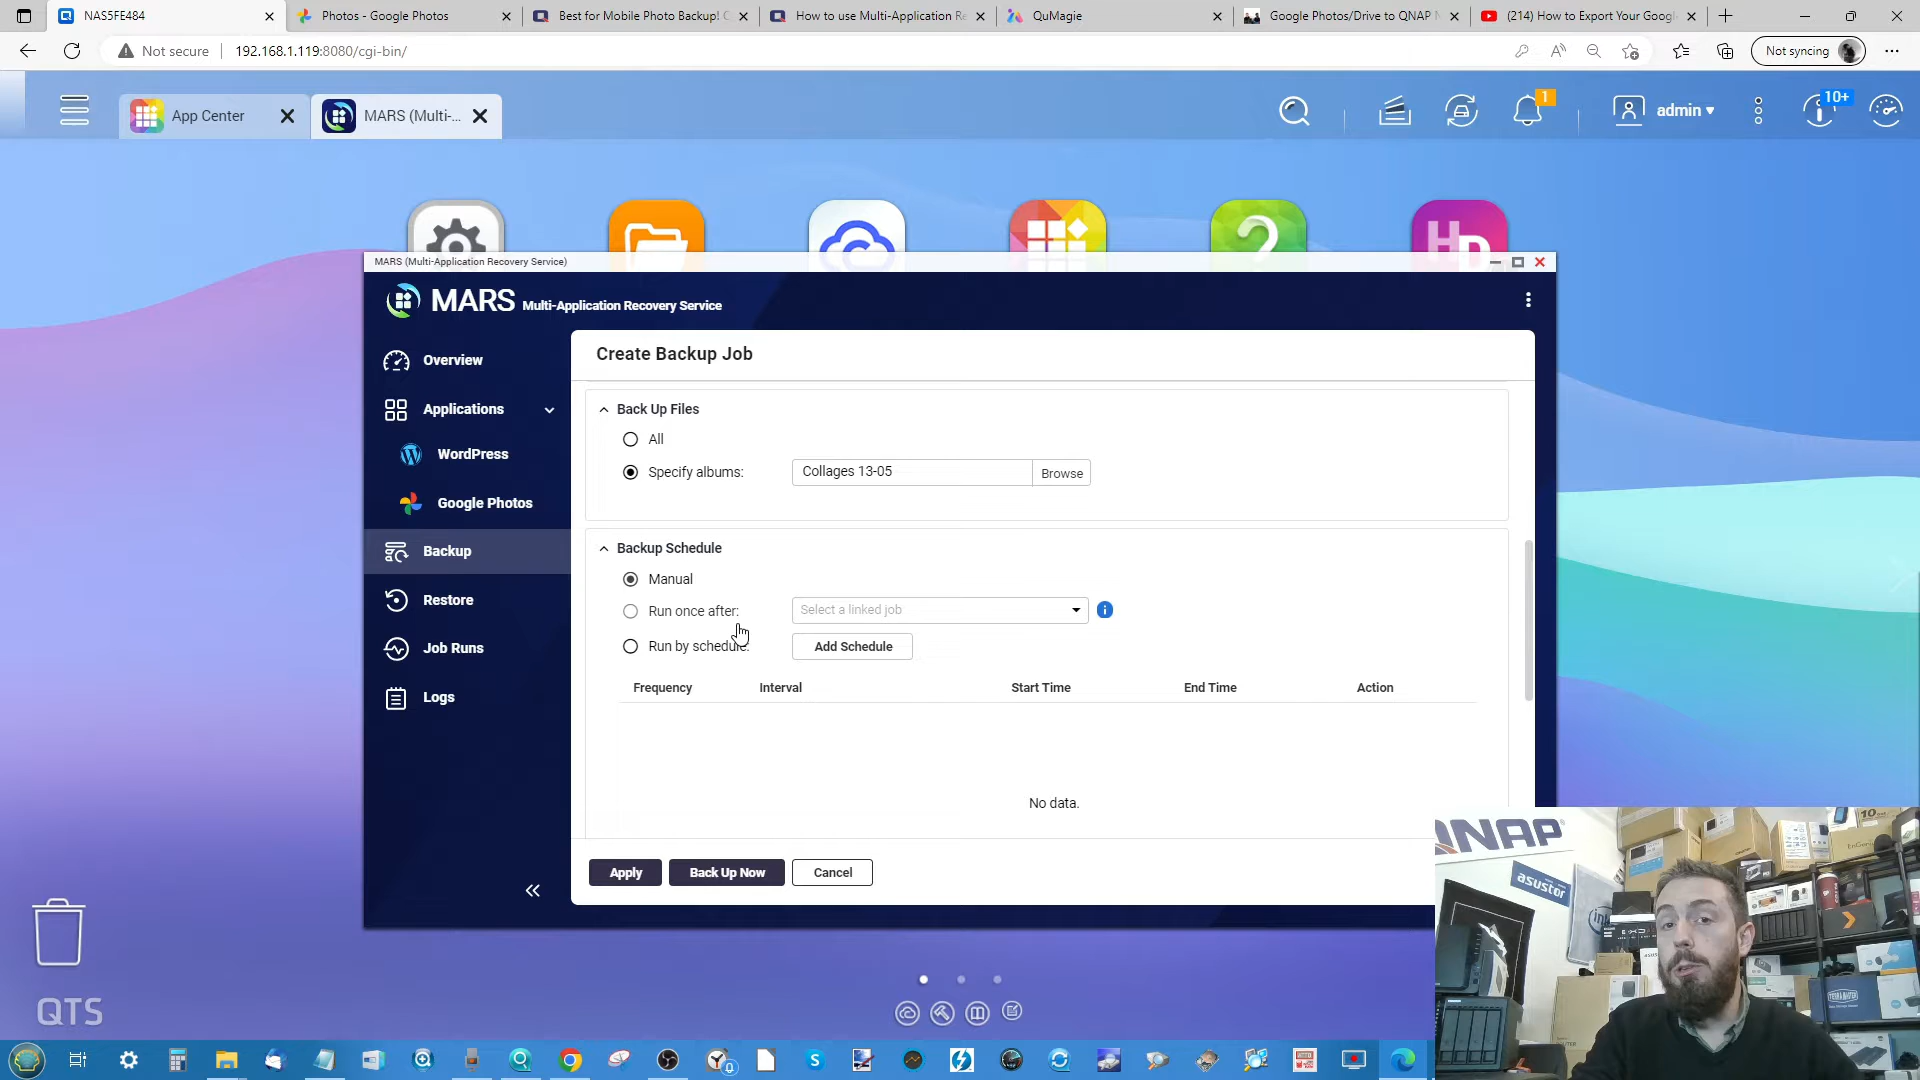 NAS5FE484
Photos - Google Photos
Best for Mobile Photo Backup! C
How to use Multi-Application Re
QuMagie
Google Photos/Drive to QNAP N
(214) How to Export Your Googl
Not secure
192.168.1.119:8080/cgi-bin/
Not syncing
App Center
MARS (Multi-...
1
admin
10+
HD
MARS (Multi-Application Recovery Service)
MARS Multi-Application Recovery Service
Overview
Applications
WordPress
Google Photos
Backup
Restore
Job Runs
Logs
Create Backup Job
Back Up Files
All
Specify albums:
Collages 13-05
Browse
Backup Schedule
Manual
Run once after:
Select a linked job
Run by schedule:
Add Schedule
Frequency
Interval
Start Time
End Time
Action
No data.
Apply
Back Up Now
Cancel
QTS
QNAP
asustor
intel